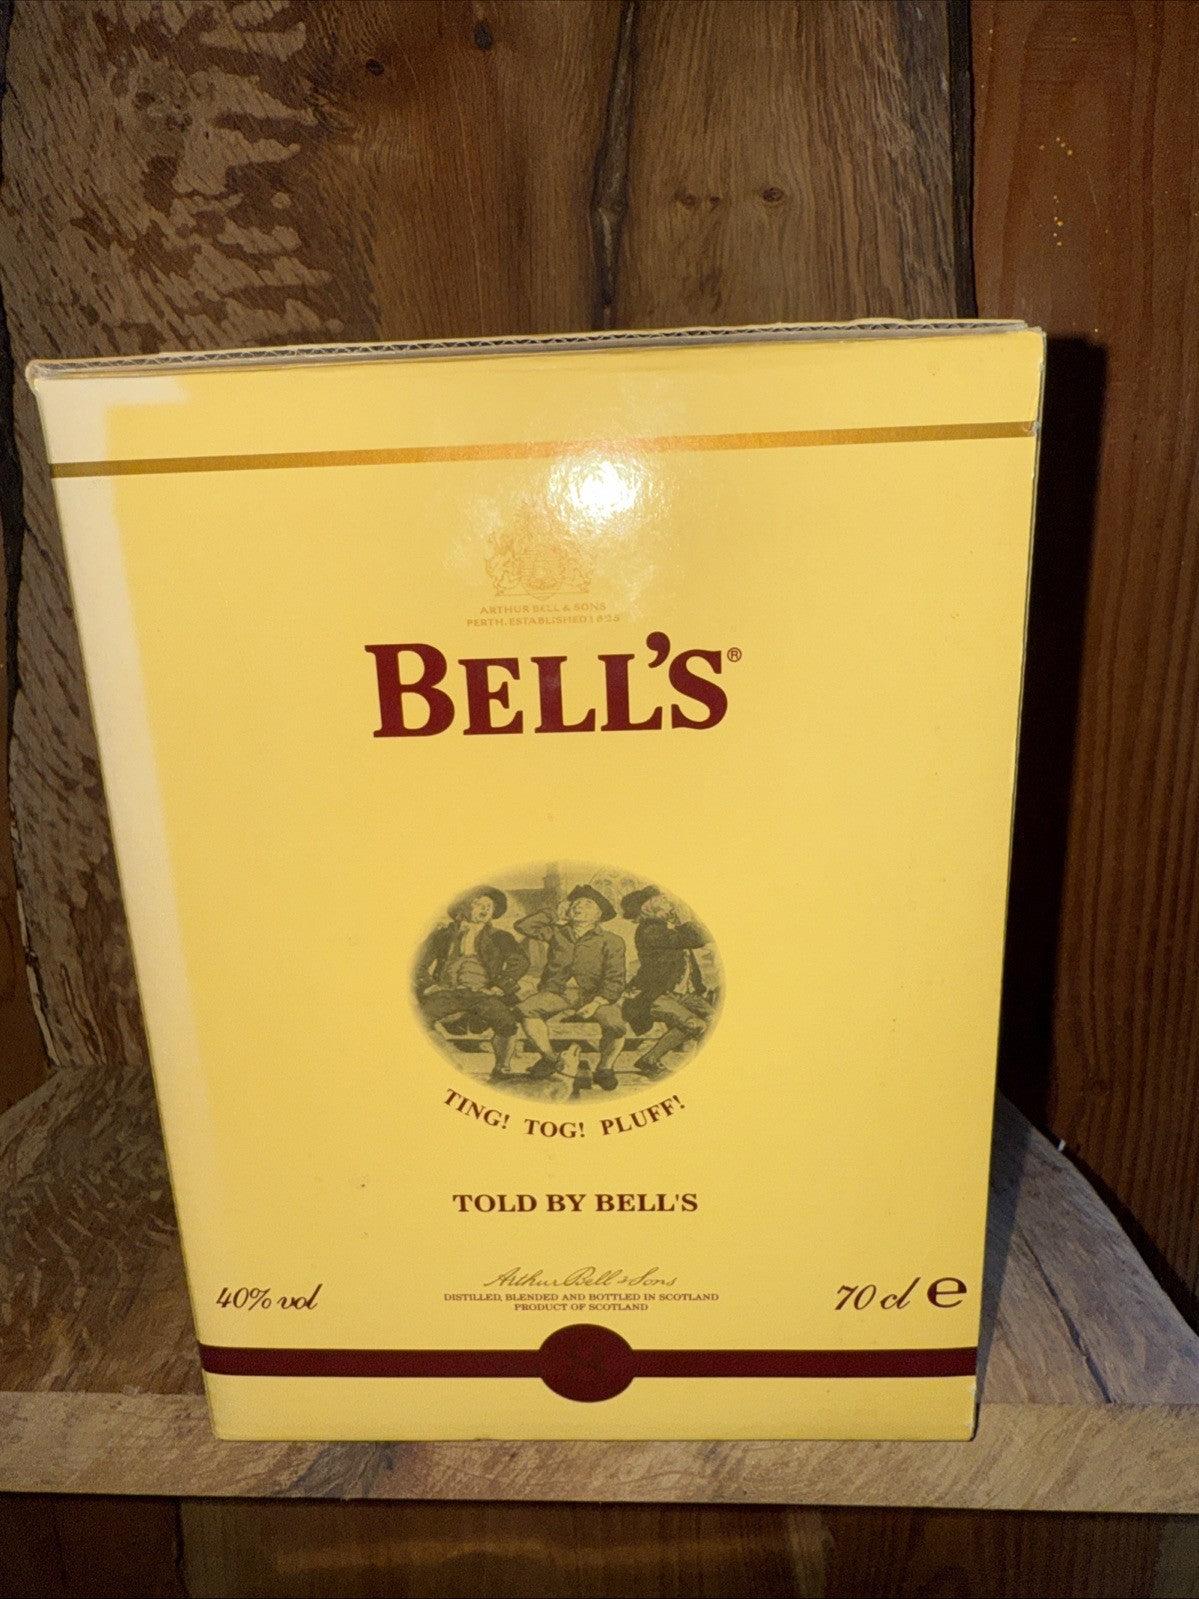 ARTHUR BELL & SONS
PERTH. ESTABLISHED 1825
BELL'S®
TING! TOG! PLUFF!
TOLD BY BELL'S
Arthur Bell & Sons
40% vol
DISTILLED, BLENDED AND BOTTLED IN SCOTLAND
PRODUCT OF SCOTLAND
70 cl e